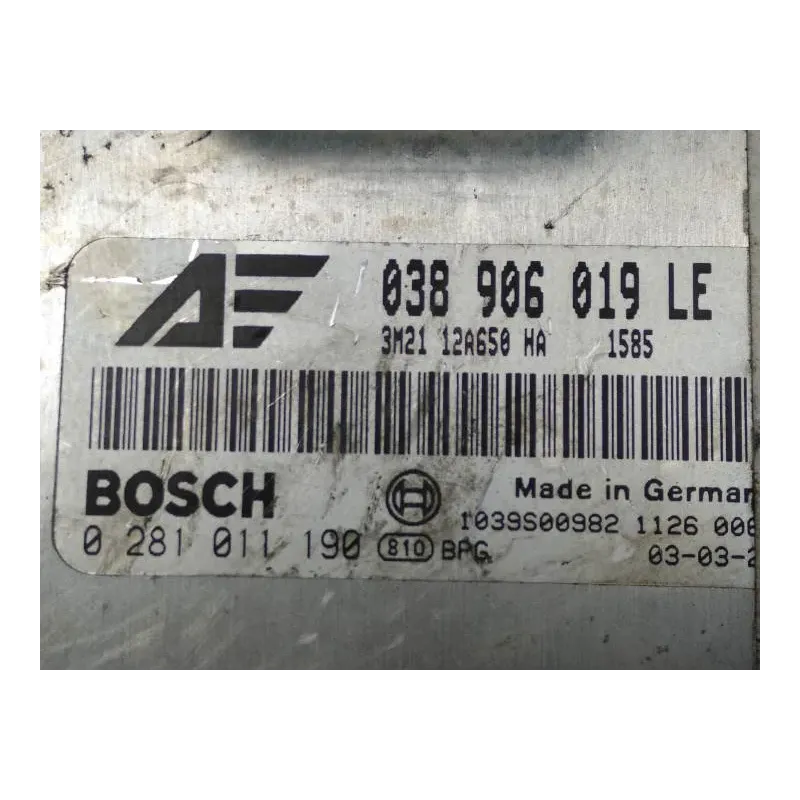 AF 038 906 019 LE
3M21 12A650 HA 1585
BOSCH Made in German
1039S00982 1126 006
0 281 011 190 810 BPG 03-03-2